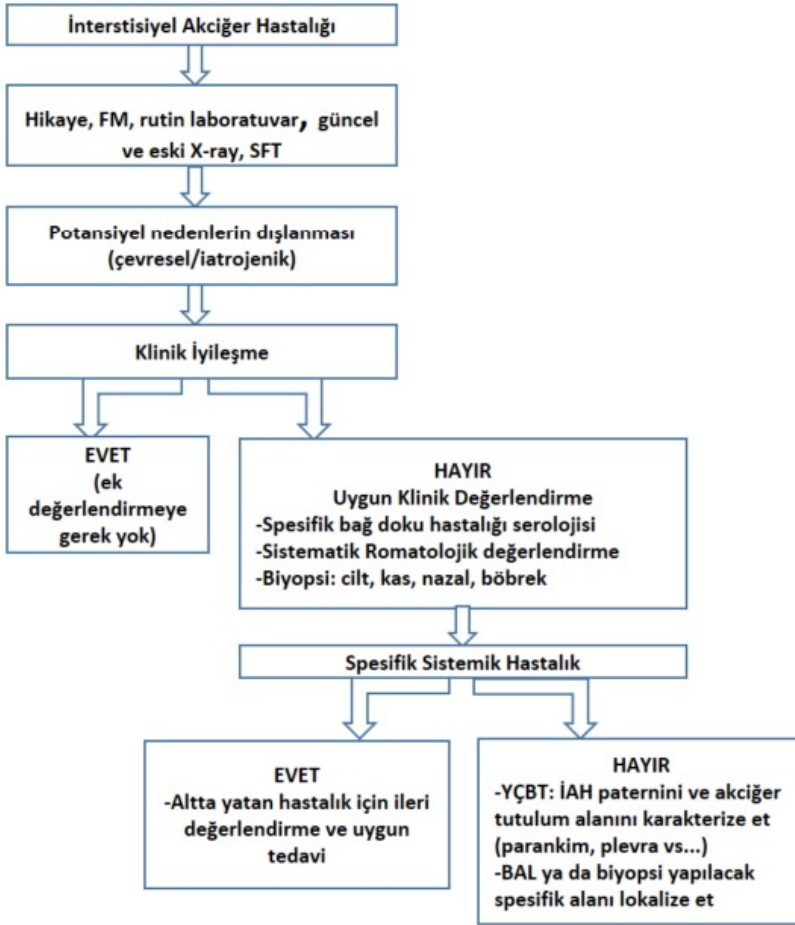 İnterstisiyel Akciğer Hastalığı
Hikaye, FM, rutin laboratuvar, güncel
ve eski X-ray, SFT
Potansiyel nedenlerin dışlanması
(çevresel/iatrojenik)
Klinik İyileşme
EVET
(ek
değerlendirmeye
gerek yok)
HAYIR
Uygun Klinik Değerlendirme
-Spesifik bağ doku hastalığı serolojisi
-Sistematik Romatolojik değerlendirme
-Biyopsi: cilt, kas, nazal, böbrek
Spesifik Sistemik Hastalık
EVET
-Altta yatan hastalık için ileri
değerlendirme ve uygun
tedavi
HAYIR
-YÇBT: İAH paternini ve akciğer
tutulum alanını karakterize et
(parankim, plevra vs...)
-BAL ya da biyopsi yapılacak
spesifik alanı lokalize et